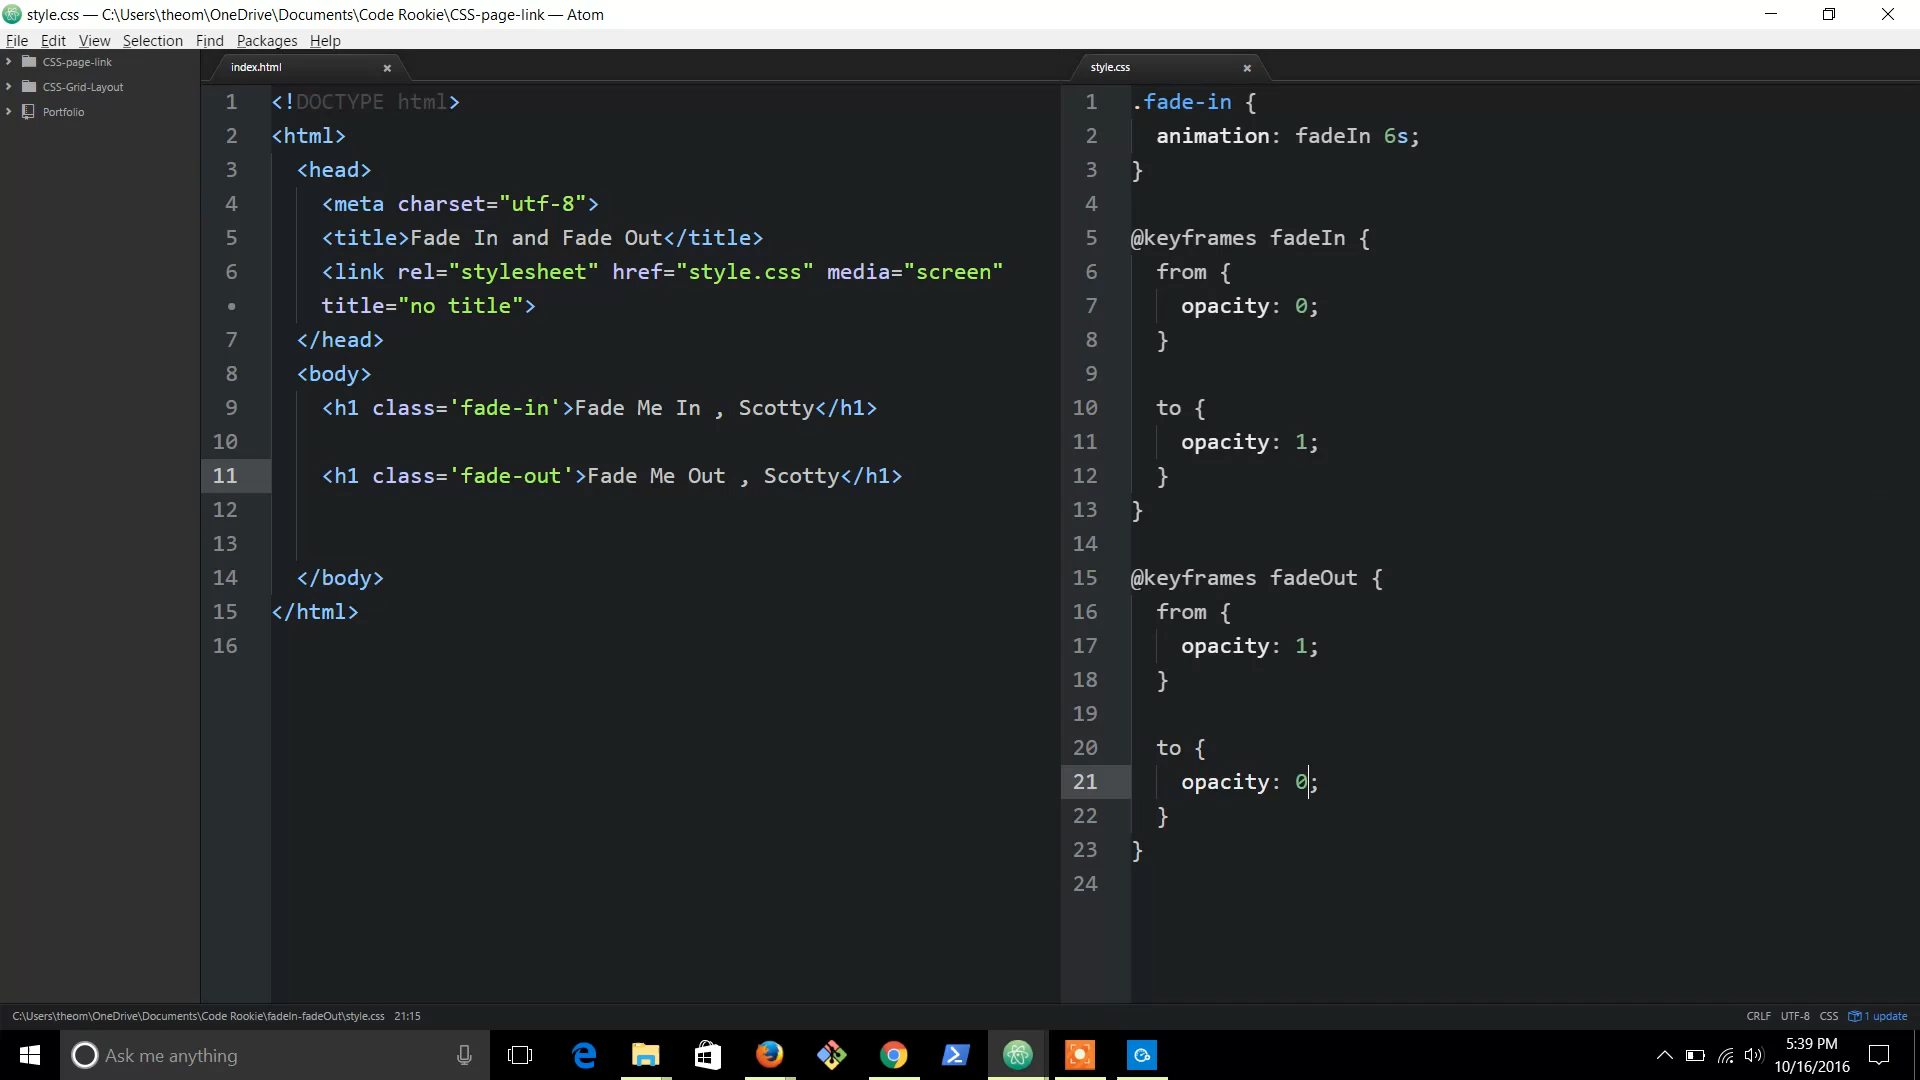 style.css — C:\Users\theom\OneDrive\Documents\Code Rookie\CSS-page-link — Atom
File Edit View Selection Find Packages Help
CSS-page-link
CSS-Grid-Layout
Portfolio
index.html
1 <!DOCTYPE html>
2 <html>
3 <head>
4 <meta charset="utf-8">
5 <title>Fade In and Fade Out</title>
6 <link rel="stylesheet" href="style.css" media="screen"
• title="no title">
7 </head>
8 <body>
9 <h1 class='fade-in'>Fade Me In , Scotty</h1>
10
11 <h1 class='fade-out'>Fade Me Out , Scotty</h1>
12
13
14 </body>
15 </html>
16
style.css
1 .fade-in {
2 animation: fadeIn 6s;
3 }
4
5 @keyframes fadeIn {
6 from {
7 opacity: 0;
8 }
9
10 to {
11 opacity: 1;
12 }
13 }
14
15 @keyframes fadeOut {
16 from {
17 opacity: 1;
18 }
19
20 to {
21 opacity: 0;
22 }
23 }
24
C:\Users\theom\OneDrive\Documents\Code Rookie\fadeIn-fadeOut\style.css 21:15
CRLF UTF-8 CSS 1 update
Ask me anything
5:39 PM
10/16/2016